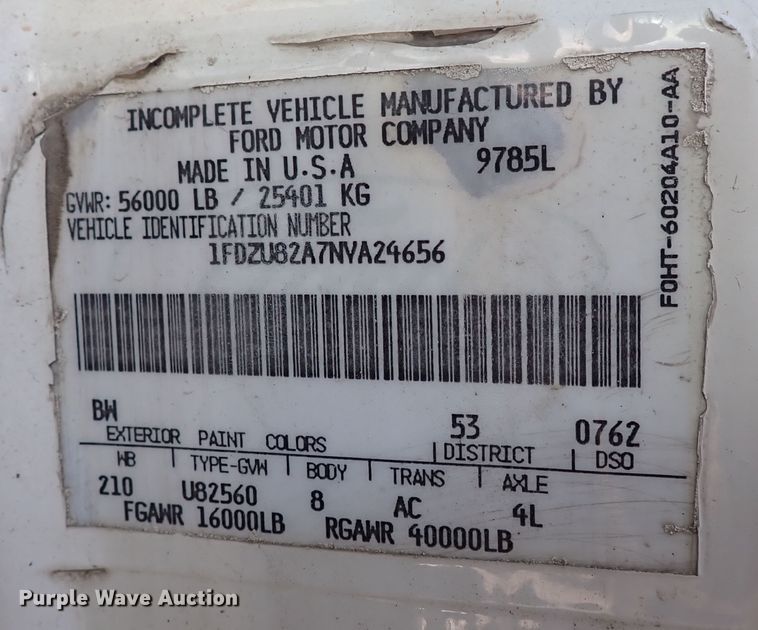 INCOMPLETE VEHICLE MANUFACTURED BY
FORD MOTOR COMPANY
MADE IN U.S.A 9785L
GVWR: 56000 LB / 25401 KG
VEHICLE IDENTIFICATION NUMBER
1FDZU82A7NVA24656
F0HT-60204A10-AA
BW 53 0762
EXTERIOR PAINT COLORS DISTRICT DSO
WB TYPE-GVW BODY TRANS AXLE
210 U82560 8 AC 4L
FGAWR 16000LB RGAWR 40000LB
Purple Wave Auction